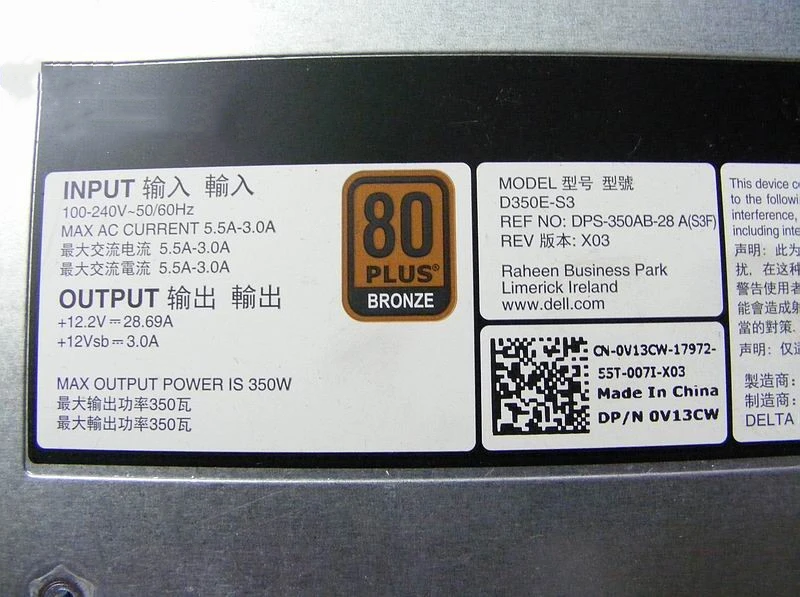 INPUT 输入 輸入
100-240V~50/60Hz
MAX AC CURRENT 5.5A-3.0A
最大交流电流 5.5A-3.0A
最大交流電流 5.5A-3.0A
OUTPUT 输出 輸出
+12.2V⎓28.69A
+12Vsb⎓3.0A
MAX OUTPUT POWER IS 350W
最大输出功率350瓦
最大輸出功率350瓦
80
PLUS®
BRONZE
MODEL 型号 型號
D350E-S3
REF NO: DPS-350AB-28 A(S3F)
REV 版本: X03
Raheen Business Park
Limerick Ireland
www.dell.com
CN-0V13CW-17972-
55T-007I-X03
Made In China
DP/N 0V13CW
This device co
to the followi
interference,
including inte
声明：此为
扰，在这种
警告使用者
能會造成射
當的對策.
声明：仅适
製造商：
制造商：
DELTA